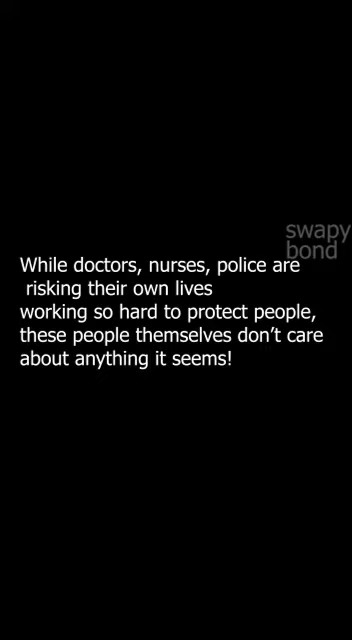 swapy
bond
While doctors, nurses, police are
risking their own lives
working so hard to protect people,
these people themselves don't care
about anything it seems!